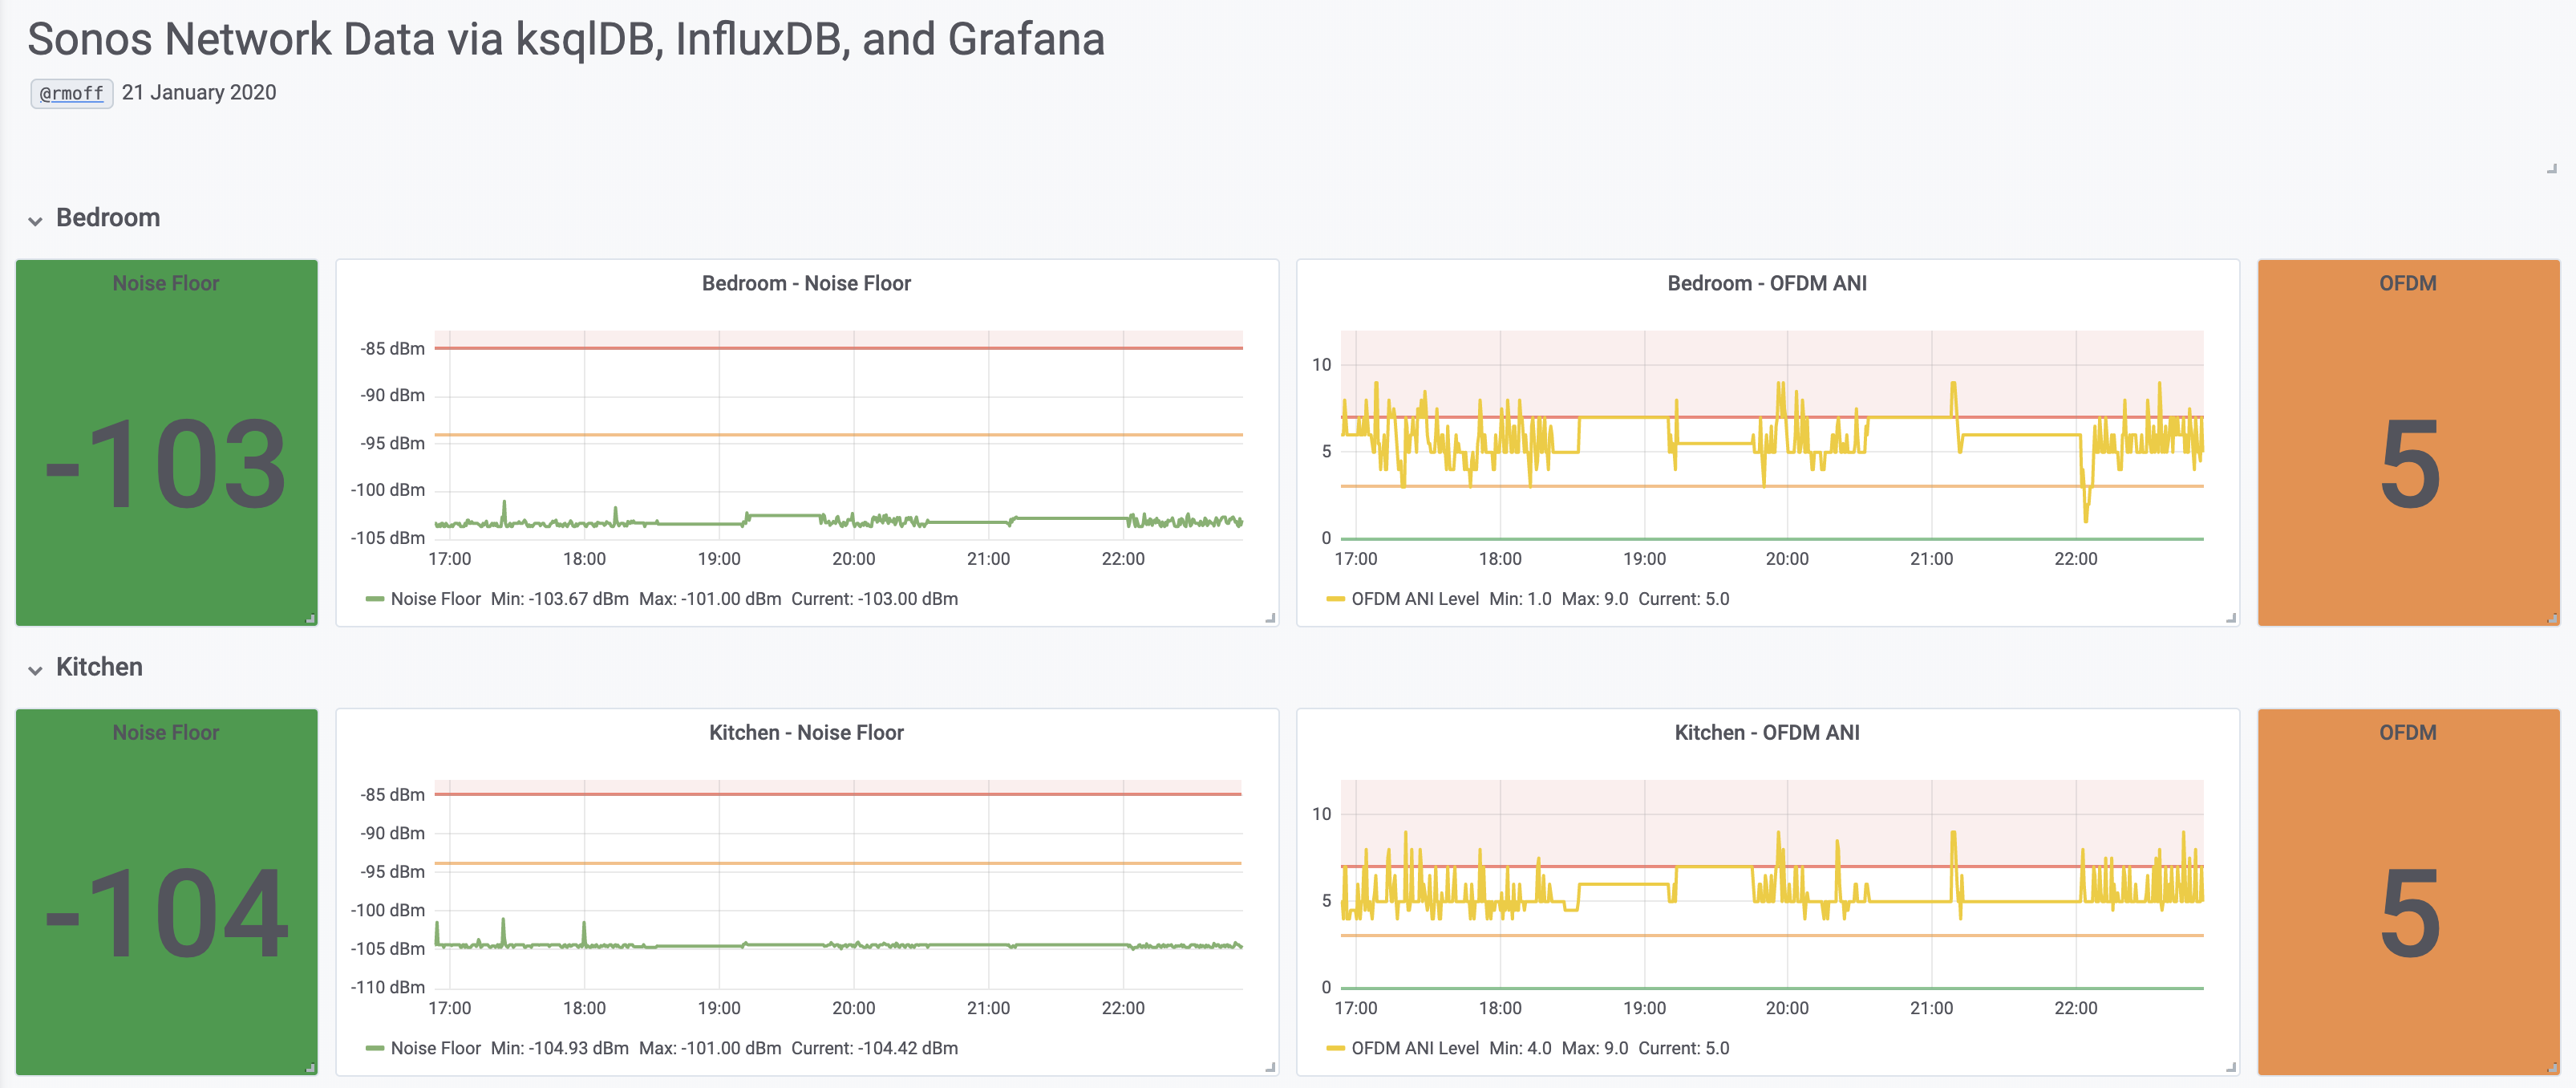 Sonos Network Data via ksqlDB, InfluxDB, and Grafana
@rmoff 21 January 2020
Bedroom
Noise Floor
-103
Bedroom - Noise Floor
-85 dBm
-90 dBm
-95 dBm
-100 dBm
-105 dBm
17:00 18:00 19:00 20:00 21:00 22:00
Noise Floor Min: -103.67 dBm Max: -101.00 dBm Current: -103.00 dBm
Bedroom - OFDM ANI
10
5
0
17:00 18:00 19:00 20:00 21:00 22:00
OFDM ANI Level Min: 1.0 Max: 9.0 Current: 5.0
OFDM
5
Kitchen
Noise Floor
-104
Kitchen - Noise Floor
-85 dBm
-90 dBm
-95 dBm
-100 dBm
-105 dBm
-110 dBm
17:00 18:00 19:00 20:00 21:00 22:00
Noise Floor Min: -104.93 dBm Max: -101.00 dBm Current: -104.42 dBm
Kitchen - OFDM ANI
10
5
0
17:00 18:00 19:00 20:00 21:00 22:00
OFDM ANI Level Min: 4.0 Max: 9.0 Current: 5.0
OFDM
5